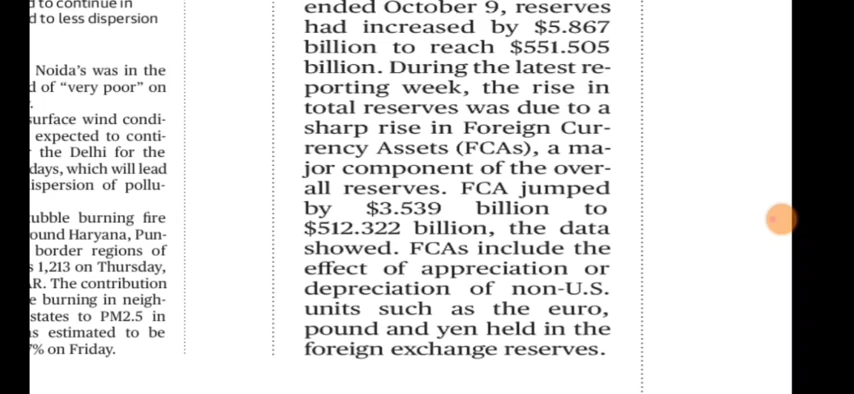 to continue in
to less dispersion
Noida's was in the
of "very poor" on
surface wind condi-
expected to conti-
the Delhi for the
days, which will lead
ispersion of pollu-
ubble burning fire
ound Haryana, Pun-
border regions of
1,213 on Thursday,
R. The contribution
e burning in neigh-
states to PM2.5 in
s estimated to be
% on Friday.
ended October 9, reserves
had increased by $5.867
billion to reach $551.505
billion. During the latest re-
porting week, the rise in
total reserves was due to a
sharp rise in Foreign Cur-
rency Assets (FCAs), a ma-
jor component of the over-
all reserves. FCA jumped
by $3.539 billion to
$512.322 billion, the data
showed. FCAs include the
effect of appreciation or
depreciation of non-U.S.
units such as the euro,
pound and yen held in the
foreign exchange reserves.